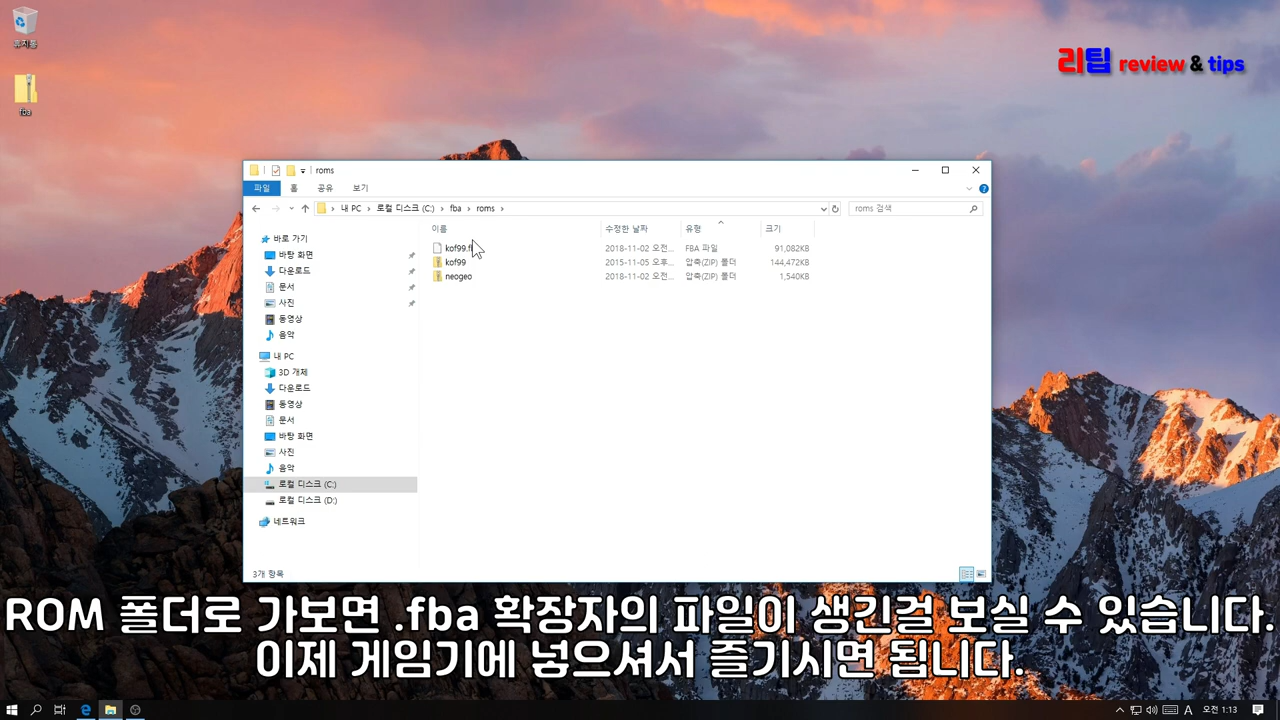 휴지통
fba
리팁 review & tips
roms
파일 홈 공유 보기
내 PC 로컬 디스크 (C:) fba roms
roms 검색
이름 수정한 날짜 유형 크기
kof99.f 2018-11-02 오전... FBA 파일 91,082KB
kof99 2015-11-05 오후... 압축(ZIP) 폴더 144,472KB
neogeo 2018-11-02 오전... 압축(ZIP) 폴더 1,540KB
바로 가기
바탕 화면
다운로드
문서
사진
동영상
음악
내 PC
3D 개체
다운로드
동영상
문서
바탕 화면
사진
음악
로컬 디스크 (C:)
로컬 디스크 (D:)
네트워크
3개 항목
ROM 폴더로 가보면 .fba 확장자의 파일이 생긴걸 보실 수 있습니다.
이제 게임기에 넣으셔서 즐기시면 됩니다.
A 오전 1:13